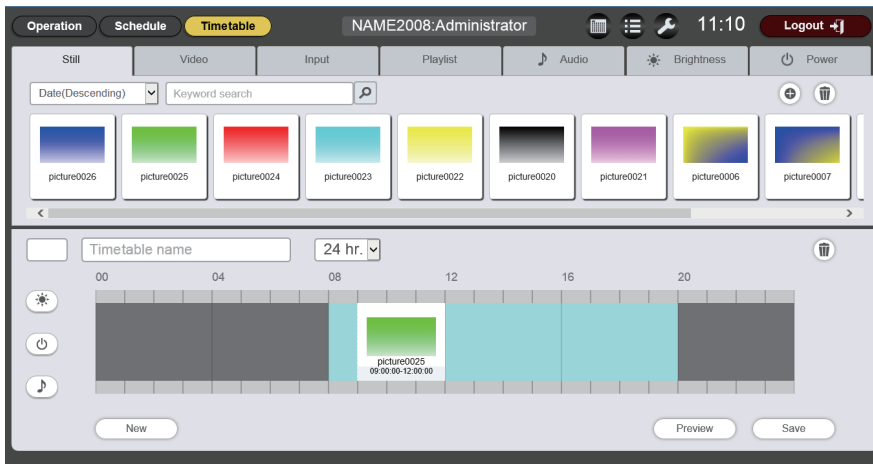 Operation Schedule Timetable NAME2008:Administrator 11:10 Logout
Still Video Input Playlist Audio Brightness Power
Date(Descending) Keyword search
picture0026 picture0025 picture0024 picture0023 picture0022 picture0020 picture0021 picture0006 picture0007
Timetable name 24 hr.
00 04 08 12 16 20
picture0025
09:00:00-12:00:00
New Preview Save